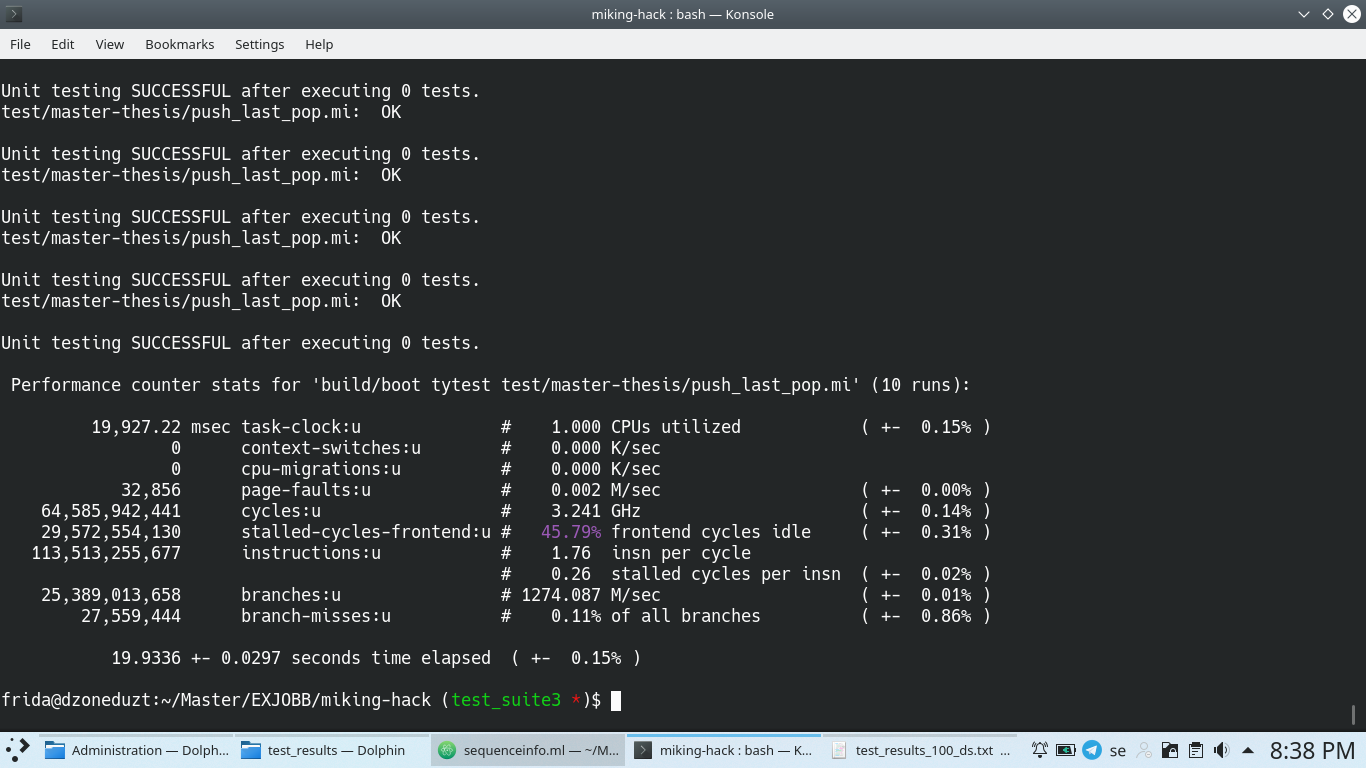 miking-hack : bash — Konsole
File Edit View Bookmarks Settings Help
Unit testing SUCCESSFUL after executing 0 tests.
test/master-thesis/push_last_pop.mi:  OK
Unit testing SUCCESSFUL after executing 0 tests.
test/master-thesis/push_last_pop.mi:  OK
Unit testing SUCCESSFUL after executing 0 tests.
test/master-thesis/push_last_pop.mi:  OK
Unit testing SUCCESSFUL after executing 0 tests.
test/master-thesis/push_last_pop.mi:  OK
Unit testing SUCCESSFUL after executing 0 tests.
Performance counter stats for 'build/boot tytest test/master-thesis/push_last_pop.mi' (10 runs):
19,927.22 msec task-clock:u # 1.000 CPUs utilized ( +- 0.15% )
0 context-switches:u # 0.000 K/sec
0 cpu-migrations:u # 0.000 K/sec
32,856 page-faults:u # 0.002 M/sec ( +- 0.00% )
64,585,942,441 cycles:u # 3.241 GHz ( +- 0.14% )
29,572,554,130 stalled-cycles-frontend:u # 45.79% frontend cycles idle ( +- 0.31% )
113,513,255,677 instructions:u # 1.76 insn per cycle
# 0.26 stalled cycles per insn ( +- 0.02% )
25,389,013,658 branches:u # 1274.087 M/sec ( +- 0.01% )
27,559,444 branch-misses:u # 0.11% of all branches ( +- 0.86% )
19.9336 +- 0.0297 seconds time elapsed ( +- 0.15% )
frida@dzoneduzt:~/Master/EXJOBB/miking-hack (test_suite3 *)$
Administration — Dolph... test_results — Dolphin sequenceinfo.ml — ~/M... miking-hack : bash — K... test_results_100_ds.txt ... se 8:38 PM